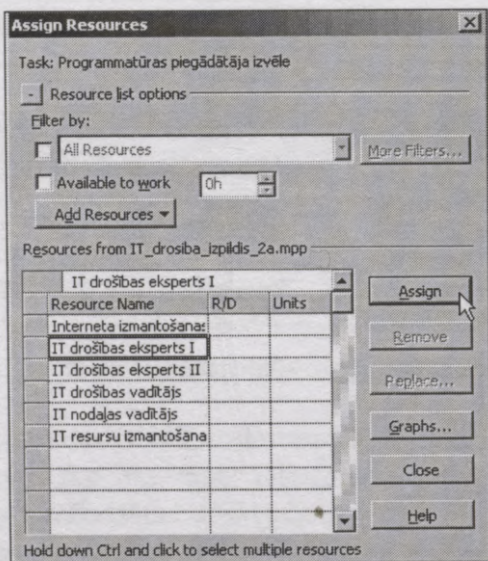 Assign Resources
Task: Programmatūras piegādātāja izvēle
- Resource list options
Filter by:
All Resources
More Filters...
Available to work 0h
Add Resources
Resources from IT_drosiba_izpildis_2a.mpp
IT drošības eksperts I
Resource Name R/D Units
Interneta izmantošanas
IT drošības eksperts I
IT drošības eksperts II
IT drošības vadītājs
IT nodaļas vadītājs
IT resursu izmantošana
Assign
Remove
Replace...
Graphs...
Close
Help
Hold down Ctrl and click to select multiple resources